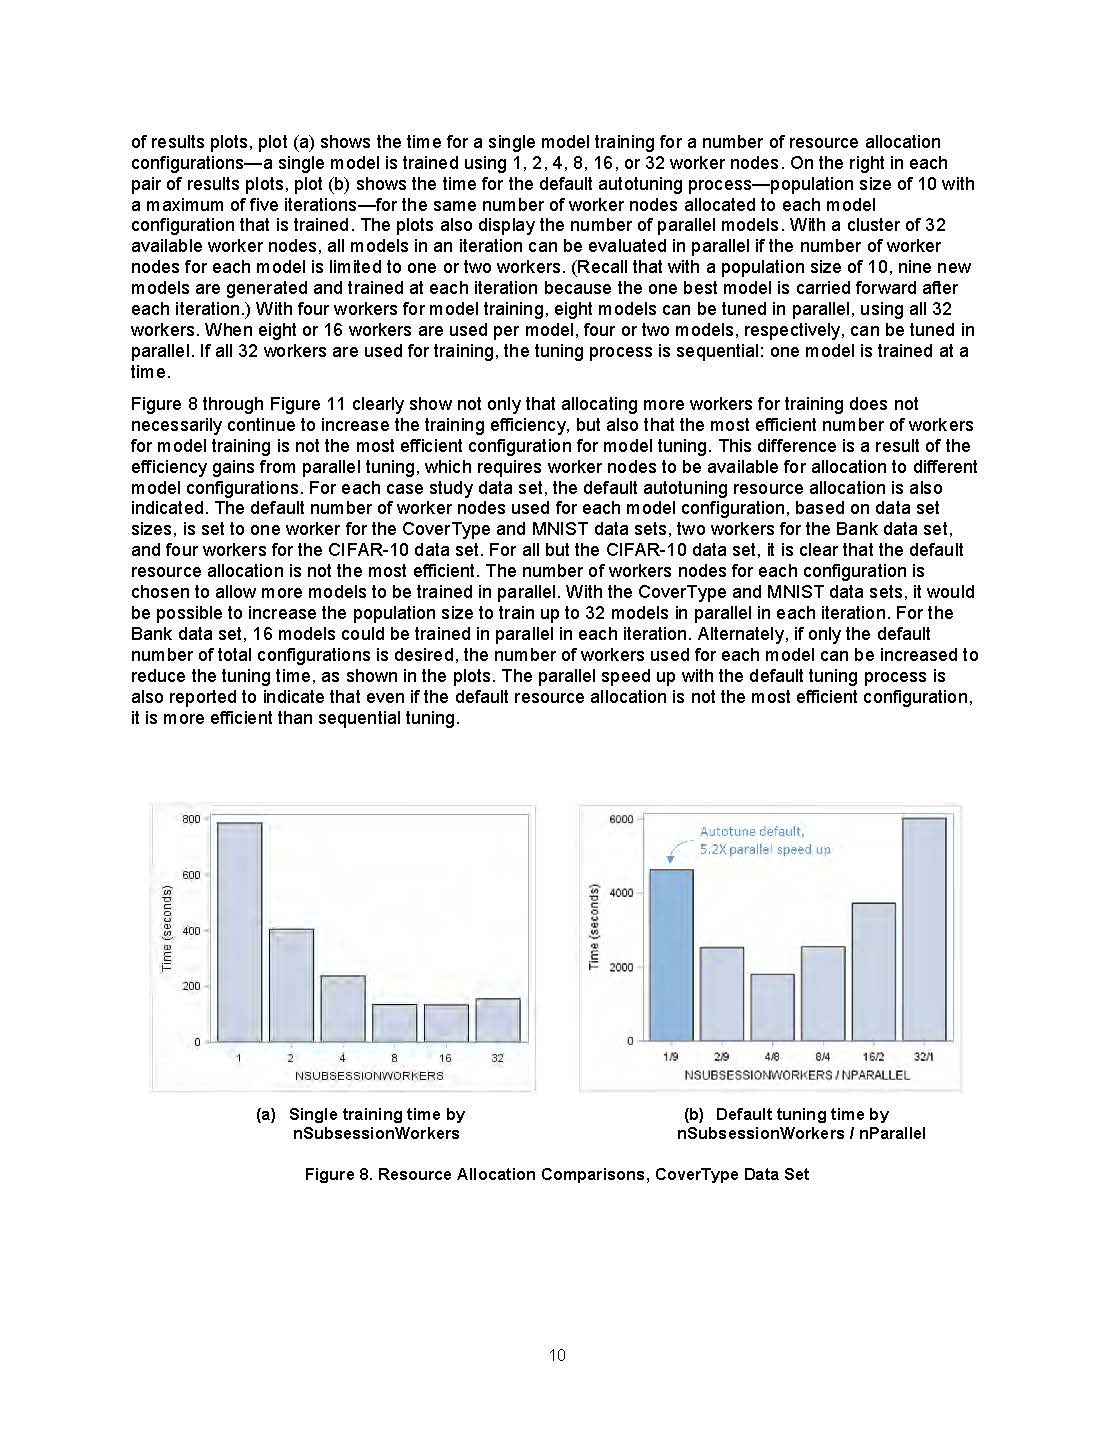 of results plots, plot (a) shows the time for a single model training for a number of resource allocation
configurations—a single model is trained using 1, 2, 4, 8, 16, or 32 worker nodes. On the right in each
pair of results plots, plot (b) shows the time for the default autotuning process—population size of 10 with
a maximum of five iterations—for the same number of worker nodes allocated to each model
configuration that is trained. The plots also display the number of parallel models. With a cluster of 32
available worker nodes, all models in an iteration can be evaluated in parallel if the number of worker
nodes for each model is limited to one or two workers. (Recall that with a population size of 10, nine new
models are generated and trained at each iteration because the one best model is carried forward after
each iteration.) With four workers for model training, eight models can be tuned in parallel, using all 32
workers. When eight or 16 workers are used per model, four or two models, respectively, can be tuned in
parallel. If all 32 workers are used for training, the tuning process is sequential: one model is trained at a
time.
Figure 8 through Figure 11 clearly show not only that allocating more workers for training does not
necessarily continue to increase the training efficiency, but also that the most efficient number of workers
for model training is not the most efficient configuration for model tuning. This difference is a result of the
efficiency gains from parallel tuning, which requires worker nodes to be available for allocation to different
model configurations. For each case study data set, the default autotuning resource allocation is also
indicated. The default number of worker nodes used for each model configuration, based on data set
sizes, is set to one worker for the CoverType and MNIST data sets, two workers for the Bank data set,
and four workers for the CIFAR-10 data set. For all but the CIFAR-10 data set, it is clear that the default
resource allocation is not the most efficient. The number of workers nodes for each configuration is
chosen to allow more models to be trained in parallel. With the CoverType and MNIST data sets, it would
be possible to increase the population size to train up to 32 models in parallel in each iteration. For the
Bank data set, 16 models could be trained in parallel in each iteration. Alternately, if only the default
number of total configurations is desired, the number of workers used for each model can be increased to
reduce the tuning time, as shown in the plots. The parallel speed up with the default tuning process is
also reported to indicate that even if the default resource allocation is not the most efficient configuration,
it is more efficient than sequential tuning.
800
600
400
200
0
Time (seconds)
1 2 4 8 16 32
NSUBSESSIONWORKERS
6000
4000
2000
0
Time (seconds)
Autotune default,
5.2X parallel speed up
1/9 2/9 4/8 8/4 16/2 32/1
NSUBSESSIONWORKERS / NPARALLEL
(a) Single training time by
nSubsessionWorkers
(b) Default tuning time by
nSubsessionWorkers / nParallel
Figure 8. Resource Allocation Comparisons, CoverType Data Set
10